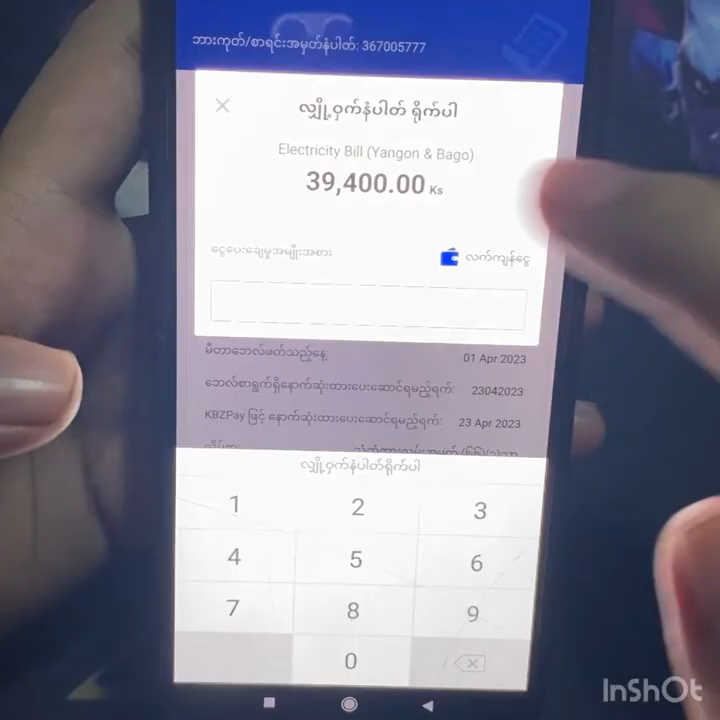 ဘားကုတ်/စာရင်းအမှတ်နံပါတ်: 367005777
လျှို့ဝှက်နံပါတ် ရိုက်ပါ
Electricity Bill (Yangon & Bago)
39,400.00 Ks
ငွေပေးချေမှုအမျိုးအစား လက်ကျန်ငွေ
မီတာဘေလ်ဖတ်သည့်နေ့: 01 Apr 2023
ဘေလ်စာရွက်ရှိနောက်ဆုံးထားပေးဆောင်ရမည့်ရက်: 23042023
KBZPay ဖြင့် နောက်ဆုံးထားပေးဆောင်ရမည့်ရက်: 23 Apr 2023
လျှို့ဝှက်နံပါတ်ရိုက်ပါ
1 2 3
4 5 6
7 8 9
0
InShOt